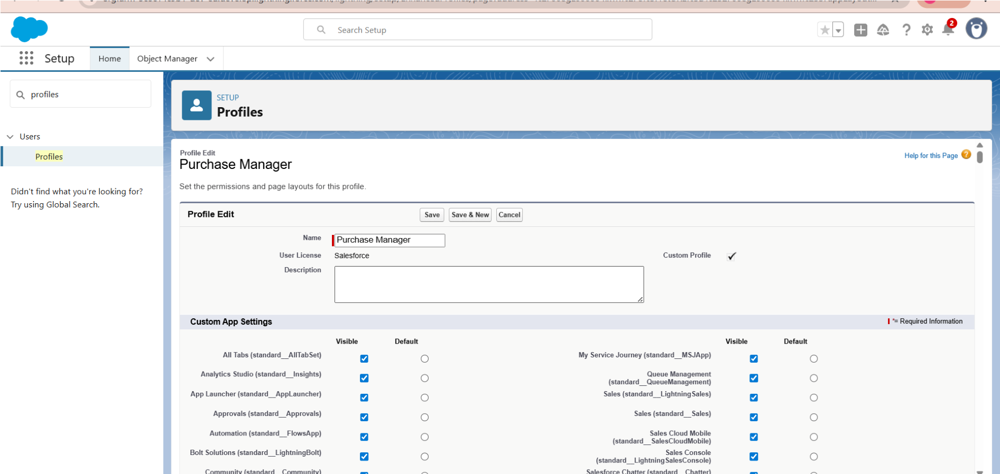 Search Setup
2
Setup
Home
Object Manager
profiles
Users
Profiles
Didn't find what you're looking for?
Try using Global Search.
SETUP
Profiles
Profile Edit
Purchase Manager
Help for this Page
?
Set the permissions and page layouts for this profile.
Profile Edit
Save
Save & New
Cancel
Name
Purchase Manager
User License
Salesforce
Custom Profile
Description
Custom App Settings
*= Required Information
Visible
Default
Visible
Default
All Tabs (standard__AllTabSet)
My Service Journey (standard__MSJApp)
Analytics Studio (standard__Insights)
Queue Management
(standard__QueueManagement)
App Launcher (standard__AppLauncher)
Sales (standard__LightningSales)
Approvals (standard__Approvals)
Sales (standard__Sales)
Automation (standard__FlowsApp)
Sales Cloud Mobile
(standard__SalesCloudMobile)
Bolt Solutions (standard__LightningBolt)
Sales Console
(standard__LightningSalesConsole)
Community (standard__Community)
Salesforce Chatter (standard__Chatter)